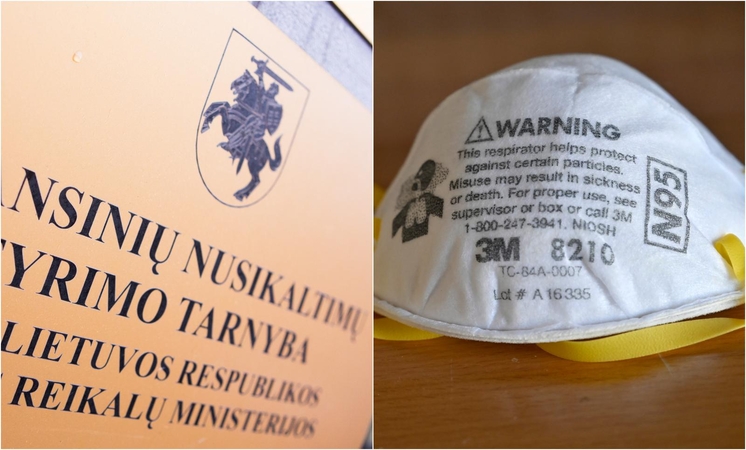 ANSINIŲ NUSIKALTIMŲ
TYRIMO TARNYBA
LIETUVOS RESPUBLIKOS
REIKALŲ MINISTERIJOS
WARNING
This respirator helps protect
against certain particles.
Misuse may result in sickness
or death. For proper use, see
supervisor or box or call 3M
1-800-247-3941. NIOSH
N95
3M 8210
TC-84A-0007
Lot # A16335